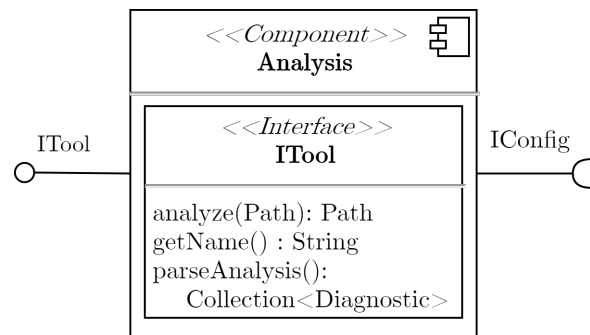 <<Component>>
Analysis
ITool
<<Interface>>
ITool
IConfig
analyze(Path): Path
getName() : String
parseAnalysis():
Collection<Diagnostic>